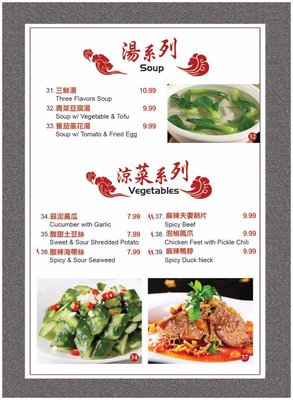 湯系列
Soup
31. 三鮮湯 10.99
Three Flavors Soup
32. 青菜豆腐湯 9.99
Soup w/ Vegetable & Tofu
33. 番茄蛋花湯 9.99
Soup w/ Tomato & Fried Egg
32
涼菜系列
Vegetables
34. 蒜泥黃瓜 7.99
Cucumber with Garlic
35. 酸甜土豆絲 7.99
Sweet & Sour Shredded Potato
36. 酸辣海帶絲 7.99
Spicy & Sour Seaweed
37. 麻辣夫妻肺片 9.99
Spicy Beef
38. 泡椒鳳爪 9.99
Chicken Feet with Pickle Chili
39. 麻辣鴨脖 9.99
Spicy Duck Neck
34
37